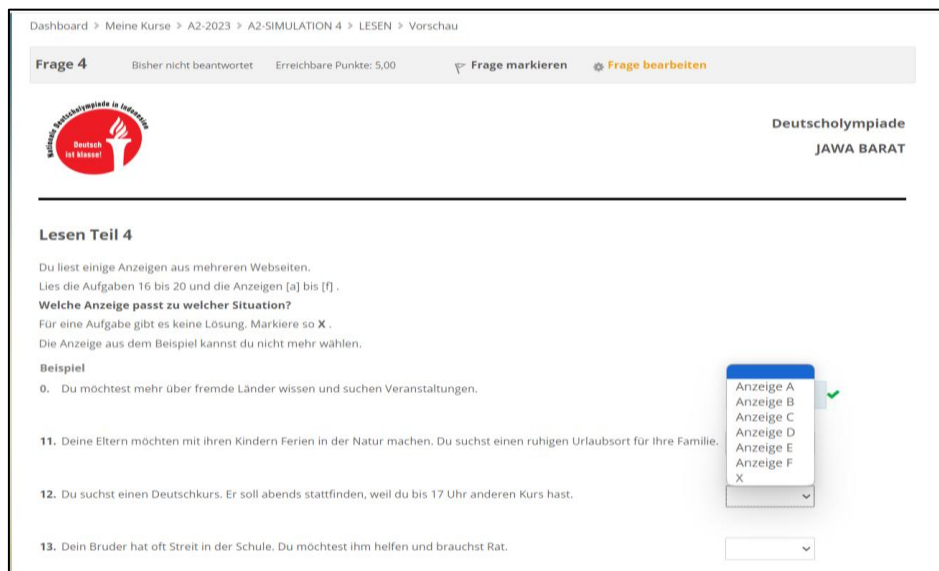 Dashboard > Meine Kurse > A2-2023 > A2-SIMULATION 4 > LESEN > Vorschau
Frage 4 Bisher nicht beantwortet Erreichbare Punkte: 5,00 Frage markieren Frage bearbeiten
Nationale Deutscholympiade in Indonesien
Deutsch
ist klasse!
Deutscholympiade
JAWA BARAT
Lesen Teil 4
Du liest einige Anzeigen aus mehreren Webseiten.
Lies die Aufgaben 16 bis 20 und die Anzeigen [a] bis [f] .
Welche Anzeige passt zu welcher Situation?
Für eine Aufgabe gibt es keine Lösung. Markiere so X .
Die Anzeige aus dem Beispiel kannst du nicht mehr wählen.
Beispiel
0. Du möchtest mehr über fremde Länder wissen und suchen Veranstaltungen.
Anzeige A
Anzeige B
Anzeige C
Anzeige D
Anzeige E
Anzeige F
X
11. Deine Eltern möchten mit ihren Kindern Ferien in der Natur machen. Du suchst einen ruhigen Urlaubsort für Ihre Familie.
12. Du suchst einen Deutschkurs. Er soll abends stattfinden, weil du bis 17 Uhr anderen Kurs hast.
13. Dein Bruder hat oft Streit in der Schule. Du möchtest ihm helfen und brauchst Rat.